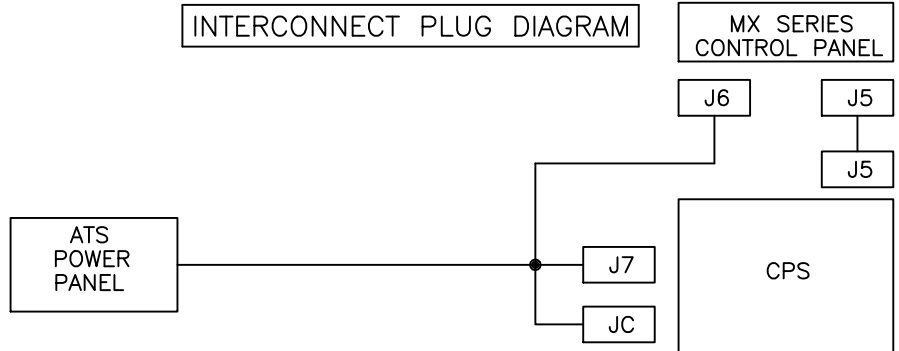 INTERCONNECT PLUG DIAGRAM
MX SERIES
CONTROL PANEL
J6
J5
J5
ATS
POWER
PANEL
J7
CPS
JC